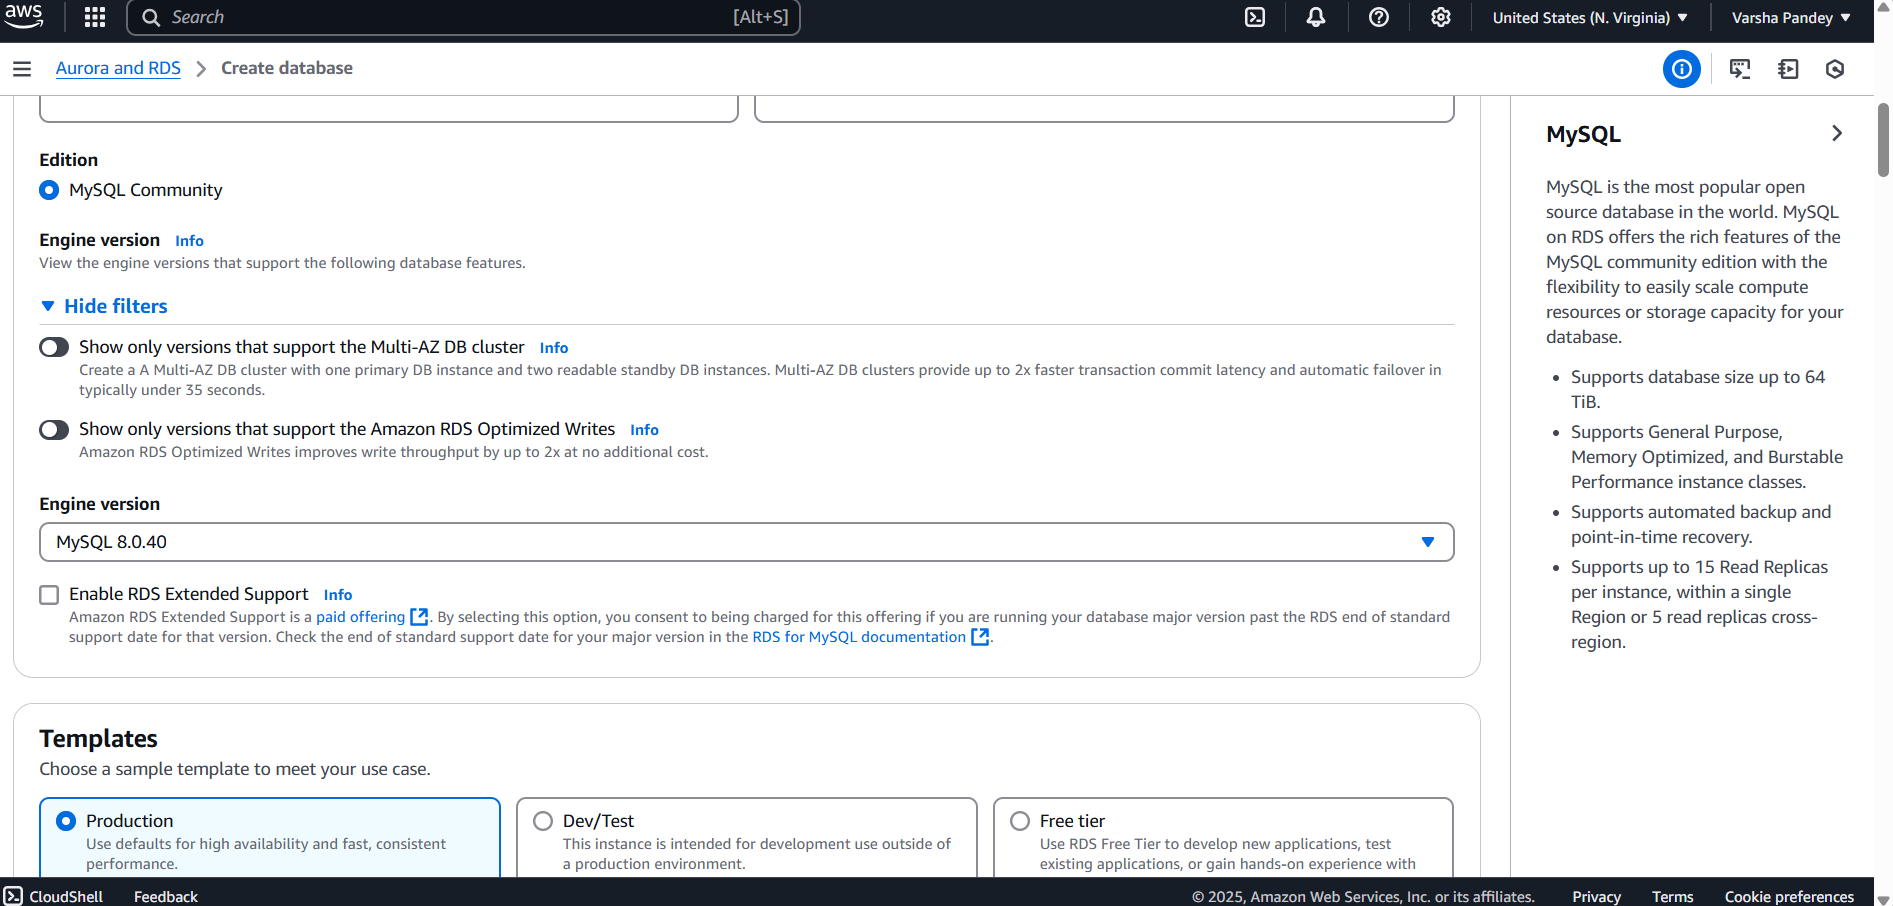 aws
Search
[Alt+S]
United States (N. Virginia)
Varsha Pandey
Aurora and RDS
Create database
Edition
MySQL Community
Engine version Info
View the engine versions that support the following database features.
Hide filters
Show only versions that support the Multi-AZ DB cluster Info
Create a A Multi-AZ DB cluster with one primary DB instance and two readable standby DB instances. Multi-AZ DB clusters provide up to 2x faster transaction commit latency and automatic failover in
typically under 35 seconds.
Show only versions that support the Amazon RDS Optimized Writes Info
Amazon RDS Optimized Writes improves write throughput by up to 2x at no additional cost.
Engine version
MySQL 8.0.40
Enable RDS Extended Support Info
Amazon RDS Extended Support is a paid offering. By selecting this option, you consent to being charged for this offering if you are running your database major version past the RDS end of standard
support date for that version. Check the end of standard support date for your major version in the RDS for MySQL documentation.
Templates
Choose a sample template to meet your use case.
Production
Use defaults for high availability and fast, consistent
performance.
Dev/Test
This instance is intended for development use outside of
a production environment.
Free tier
Use RDS Free Tier to develop new applications, test
existing applications, or gain hands-on experience with
MySQL
MySQL is the most popular open
source database in the world. MySQL
on RDS offers the rich features of the
MySQL community edition with the
flexibility to easily scale compute
resources or storage capacity for your
database.
• Supports database size up to 64
TiB.
• Supports General Purpose,
Memory Optimized, and Burstable
Performance instance classes.
• Supports automated backup and
point-in-time recovery.
• Supports up to 15 Read Replicas
per instance, within a single
Region or 5 read replicas cross-
region.
CloudShell
Feedback
© 2025, Amazon Web Services, Inc. or its affiliates.
Privacy
Terms
Cookie preferences